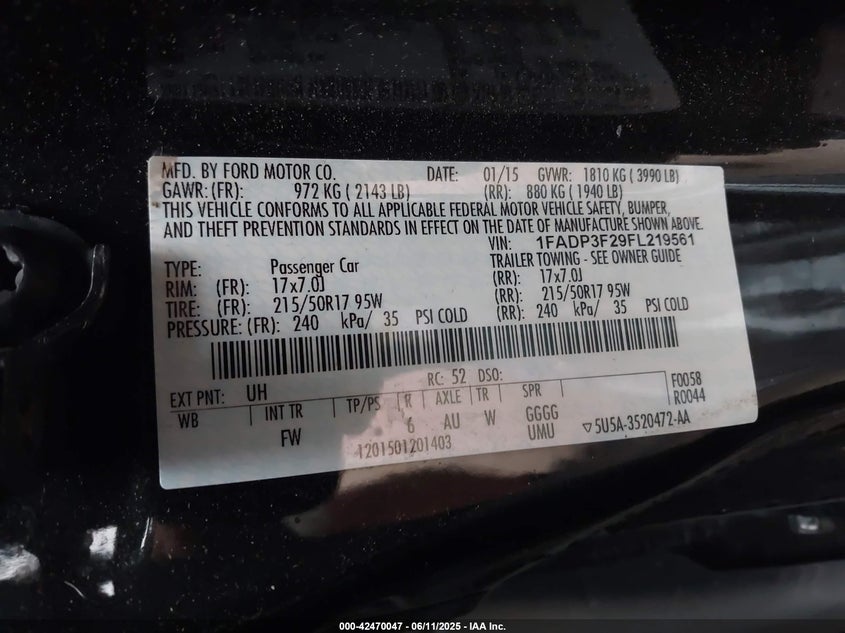 MFD. BY FORD MOTOR CO. DATE: 01/15 GVWR: 1810 KG ( 3990 LB)
GAWR: (FR): 972 KG ( 2143 LB) (RR): 880 KG ( 1940 LB)
THIS VEHICLE CONFORMS TO ALL APPLICABLE FEDERAL MOTOR VEHICLE SAFETY, BUMPER,
AND THEFT PREVENTION STANDARDS IN EFFECT ON THE DATE OF MANUFACTURE SHOWN ABOVE.
VIN: 1FADP3F29FL219561
TRAILER TOWING - SEE OWNER GUIDE
TYPE: Passenger Car
RIM: (FR): 17x7.0J (RR): 17x7.0J
TIRE: (FR): 215/50R17 95W (RR): 215/50R17 95W
PRESSURE: (FR): 240 kPa/ 35 PSI COLD (RR): 240 kPa/ 35 PSI COLD
EXT PNT: UH RC: 52 DSO: F0058
R0044
WB INT TR TP/PS R AXLE TR SPR
FW 6 AU W GGGG
UMU
1201501201403
▽5U5A-3520472-AA
000-42470047 - 06/11/2025 - IAA Inc.